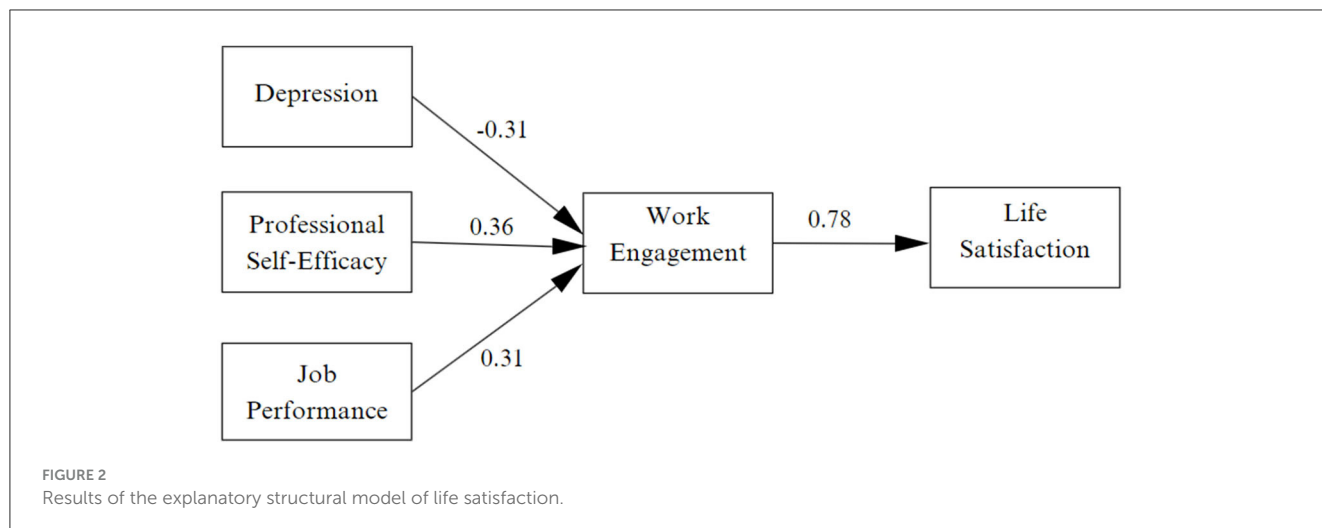 Depression
-0.31
Professional
Self-Efficacy
0.36
Work
Engagement
0.78
Life
Satisfaction
Job
Performance
0.31
FIGURE 2
Results of the explanatory structural model of life satisfaction.